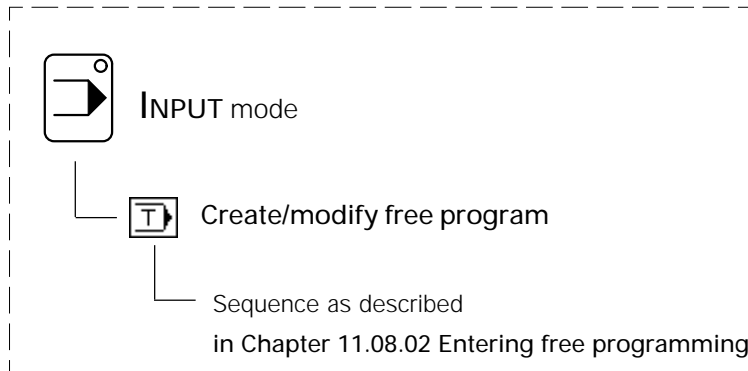 INPUT mode
T
Create/modify free program
Sequence as described
in Chapter 11.08.02 Entering free programming